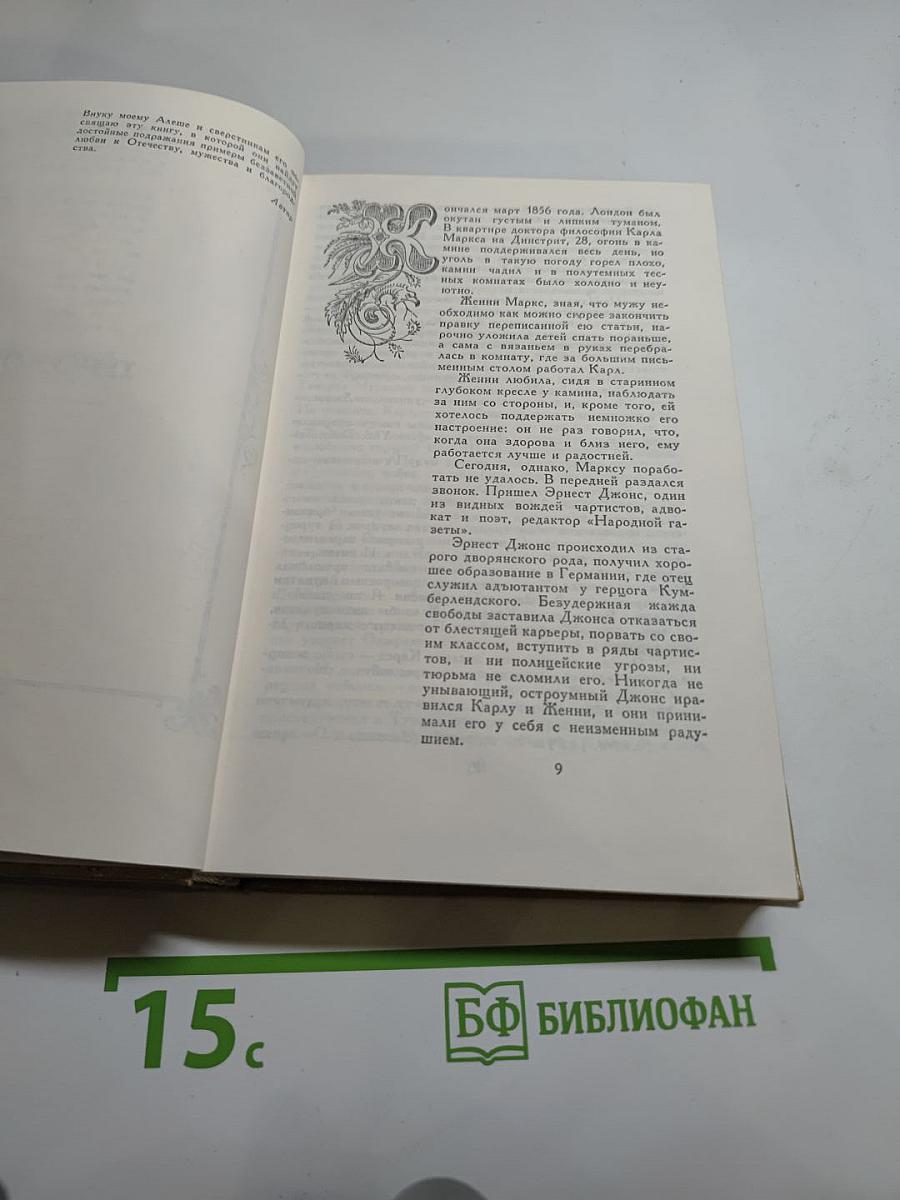 Внуку моему Алеше и сверстникам его по-
свящаю эту книгу, в которой они найдут
достойные подражания примеры беззаветной
любви к Отечеству, мужества и благород-
ства.
Автор
Кончался март 1856 года. Лондон был
окутан густым и липким туманом.
В квартире доктора философии Карла
Маркса на Динстрит, 28, огонь в ка-
мине поддерживался весь день, но
уголь в такую погоду горел плохо,
камин чадил и в полутемных тес-
ных комнатах было холодно и неу-
ютно.
Женни Маркс, зная, что мужу не-
обходимо как можно скорее закончить
правку переписанной ею статьи, на-
рочно уложила детей спать пораньше,
а сама с вязаньем в руках перебра-
лась в комнату, где за большим пись-
менным столом работал Карл.
Женни любила, сидя в старинном
глубоком кресле у камина, наблюдать
за ним со стороны, и, кроме того, ей
хотелось поддержать немножко его
настроение: он не раз говорил, что,
когда она здорова и близ него, ему
работается лучше и радостней.
Сегодня, однако, Марксу порабо-
тать не удалось. В передней раздался
звонок. Пришел Эрнест Джонс, один
из видных вождей чартистов, адво-
кат и поэт, редактор «Народной га-
зеты».
Эрнест Джонс происходил из ста-
рого дворянского рода, получил хоро-
шее образование в Германии, где отец
служил адъютантом у герцога Кум-
берлендского. Безудержная жажда
свободы заставила Джонса отказаться
от блестящей карьеры, порвать со сво-
им классом, вступить в ряды чартис-
тов, и ни полицейские угрозы, ни
тюрьма не сломили его. Никогда не
унывающий, остроумный Джонс нра-
вился Карлу и Женни, и они прини-
мали его у себя с неизменным раду-
шием.
9
15 с
БФ БИБЛИОФАН